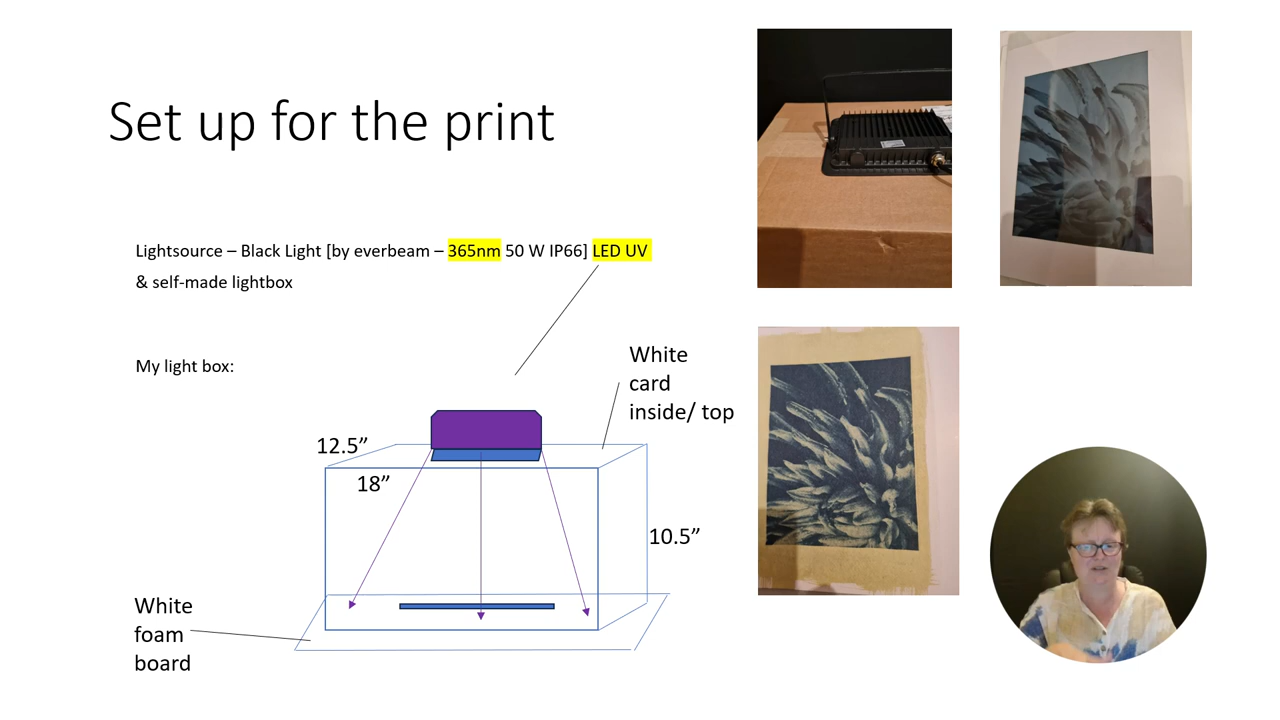 Set up for the print
Lightsource – Black Light [by everbeam – 365nm 50 W IP66] LED UV
& self-made lightbox
My light box:
White
card
inside/ top
12.5”
18”
10.5”
White
foam
board